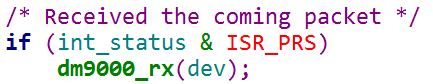 /* Received the coming packet */
if (int_status & ISR_PRS)
    dm9000_rx(dev);